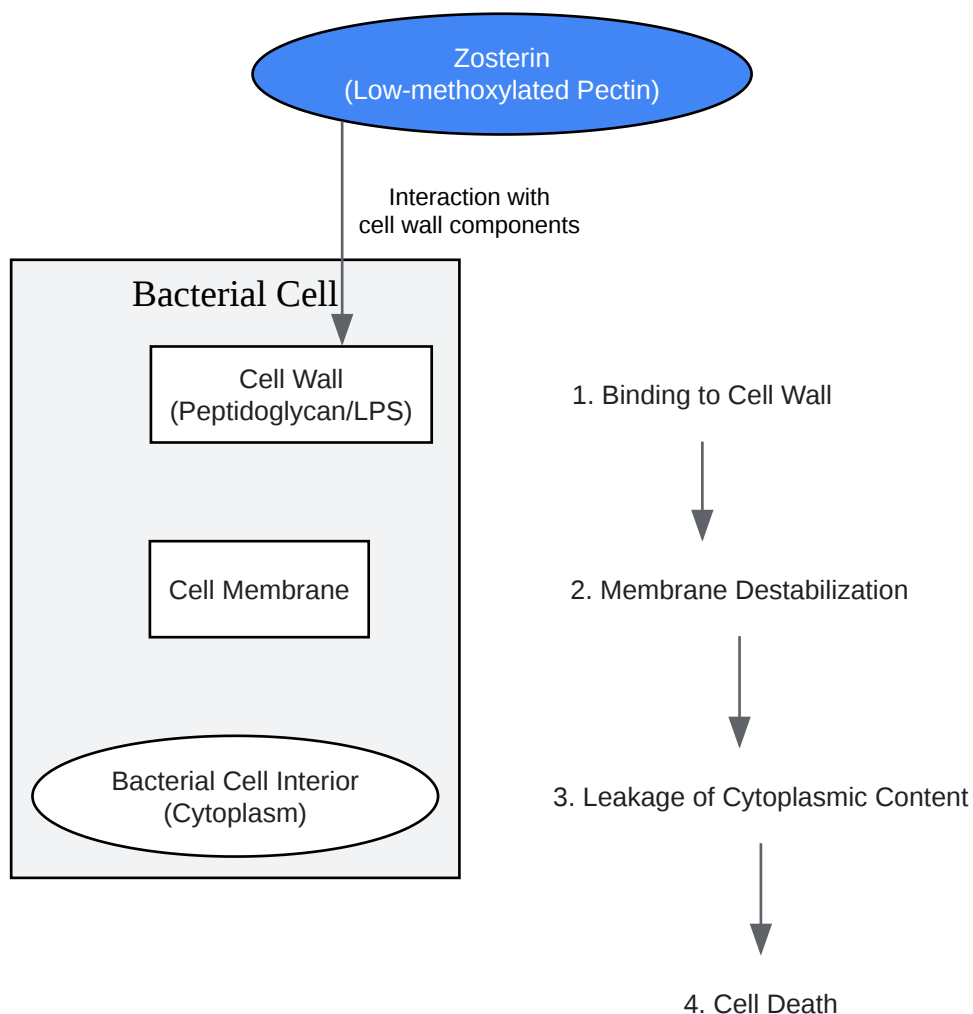 Zosterin
(Low-methoxylated Pectin)
Interaction with
cell wall components
Bacterial Cell
Cell Wall
(Peptidoglycan/LPS)
1. Binding to Cell Wall
Cell Membrane
2. Membrane Destabilization
Bacterial Cell Interior
(Cytoplasm)
3. Leakage of Cytoplasmic Content
4. Cell Death